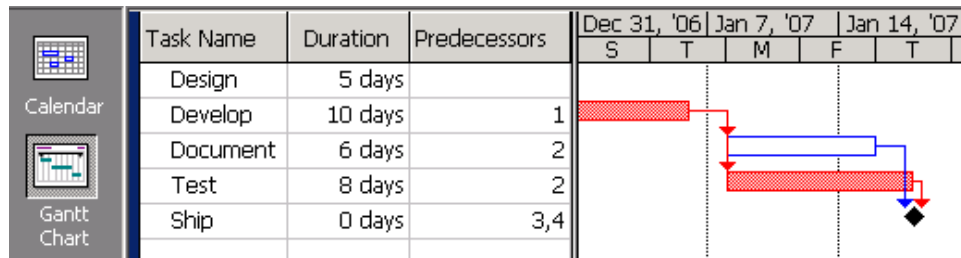 Calendar
Gantt
Chart
Task Name Duration Predecessors
Design 5 days
Develop 10 days 1
Document 6 days 2
Test 8 days 2
Ship 0 days 3,4
Dec 31, '06 Jan 7, '07 Jan 14, '07
S T M F T